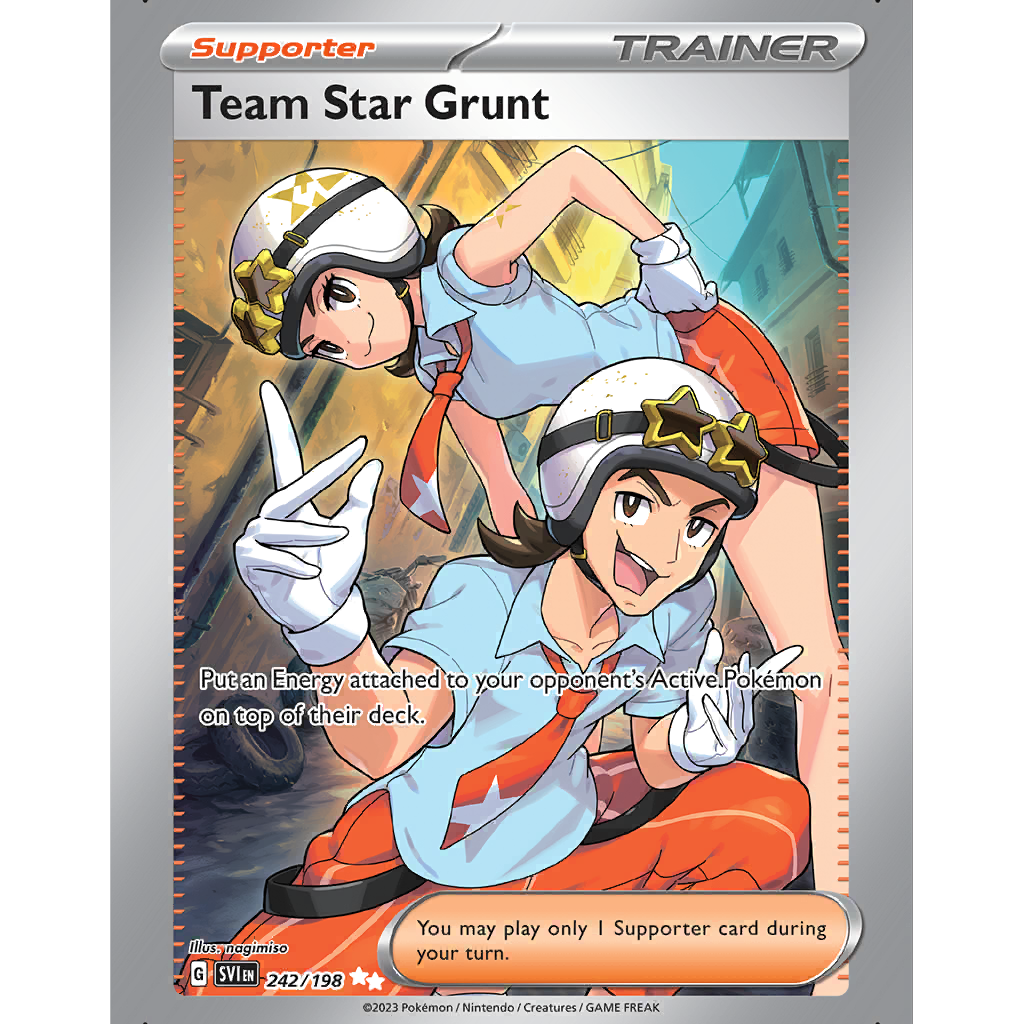 Supporter
TRAINER
Team Star Grunt
Put an Energy attached to your opponent's Active Pokémon
on top of their deck.
You may play only 1 Supporter card during
your turn.
Illus. nagimiso
G SVI EN 242/198
©2023 Pokémon / Nintendo / Creatures / GAME FREAK